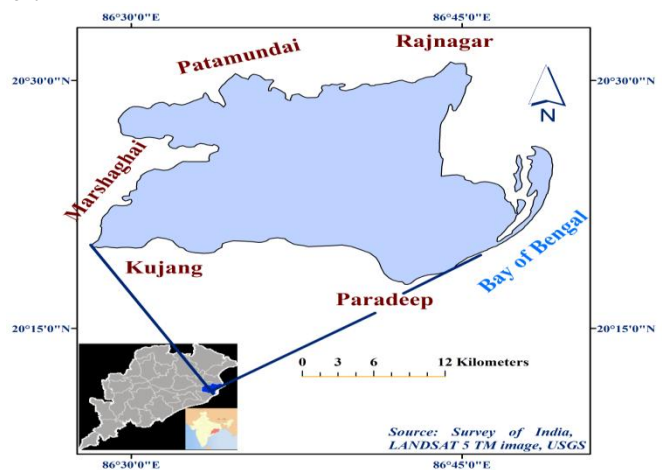 86°30'0"E 86°45'0"E
Rajnagar
Patamundai
20°30'0"N 20°30'0"N
N
Marshaghai
Bay of Bengal
Kujang
Paradeep
20°15'0"N 20°15'0"N
0 3 6 12 Kilometers
Source: Survey of India,
LANDSAT 5 TM image, USGS
86°30'0"E 86°45'0"E